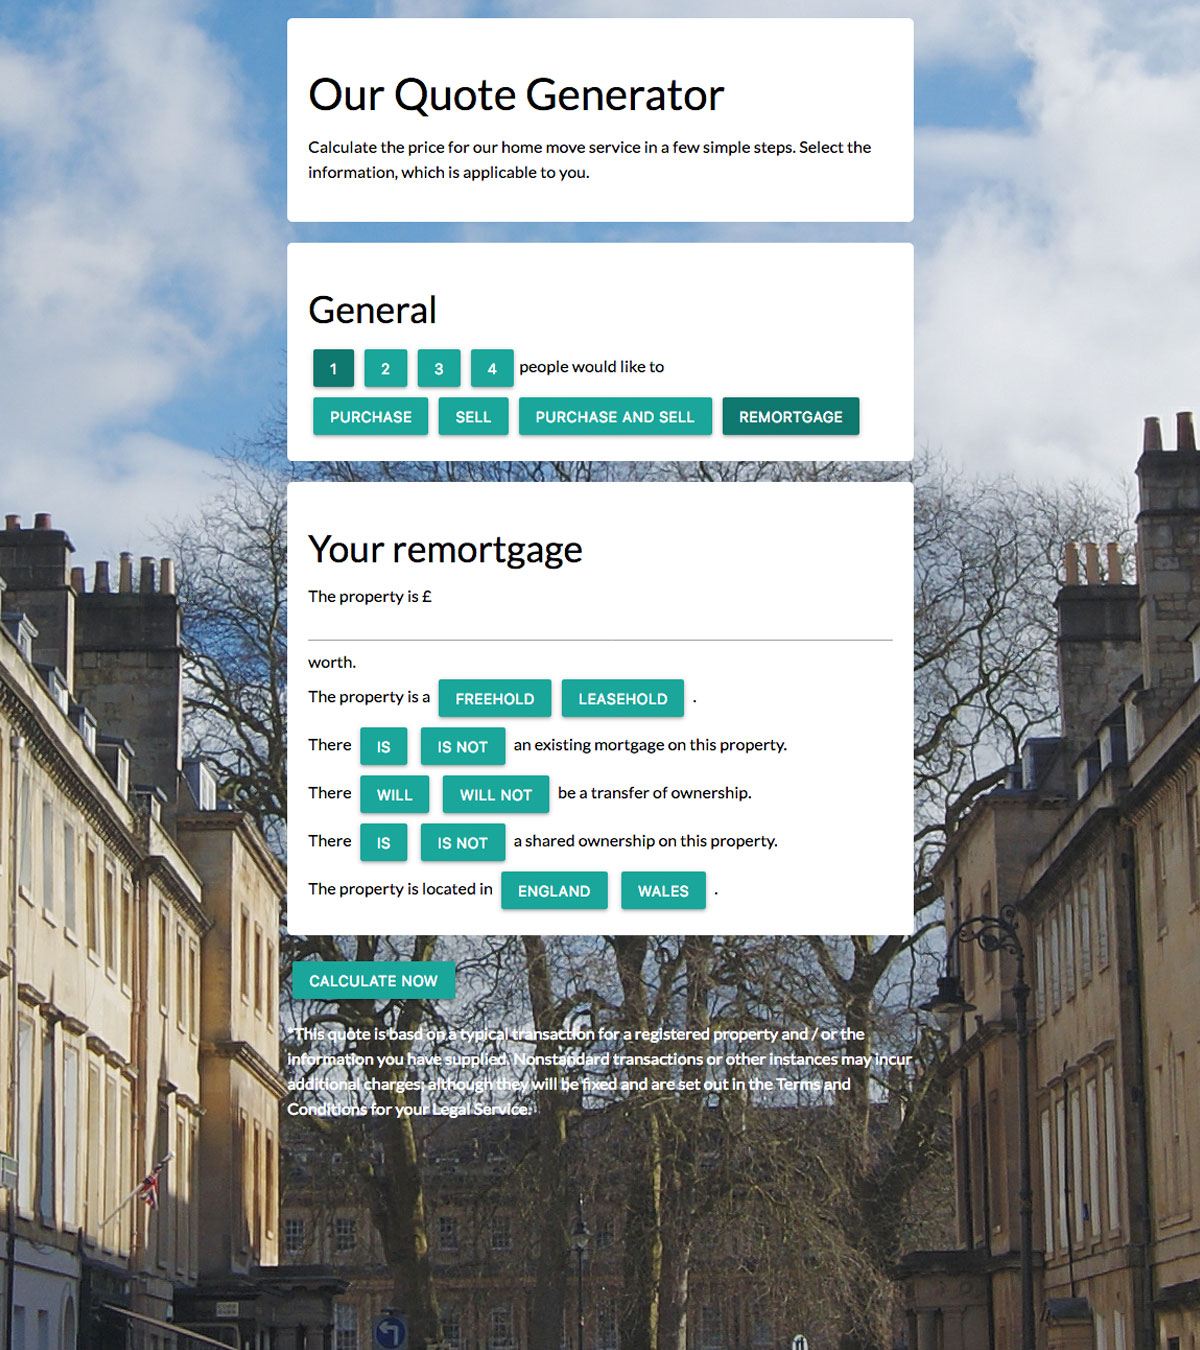 Our Quote Generator
Calculate the price for our home move service in a few simple steps. Select the
information, which is applicable to you.
General
1 2 3 4 people would like to
PURCHASE SELL PURCHASE AND SELL REMORTGAGE
Your remortgage
The property is £
worth.
The property is a FREEHOLD LEASEHOLD .
There IS IS NOT an existing mortgage on this property.
There WILL WILL NOT be a transfer of ownership.
There IS IS NOT a shared ownership on this property.
The property is located in ENGLAND WALES .
CALCULATE NOW
*This quote is basd on a typical transaction for a registered property and / or the
information you have supplied. Nonstandard transactions or other instances may incur
additional charges; although they will be fixed and are set out in the Terms and
Conditions for your Legal Service.